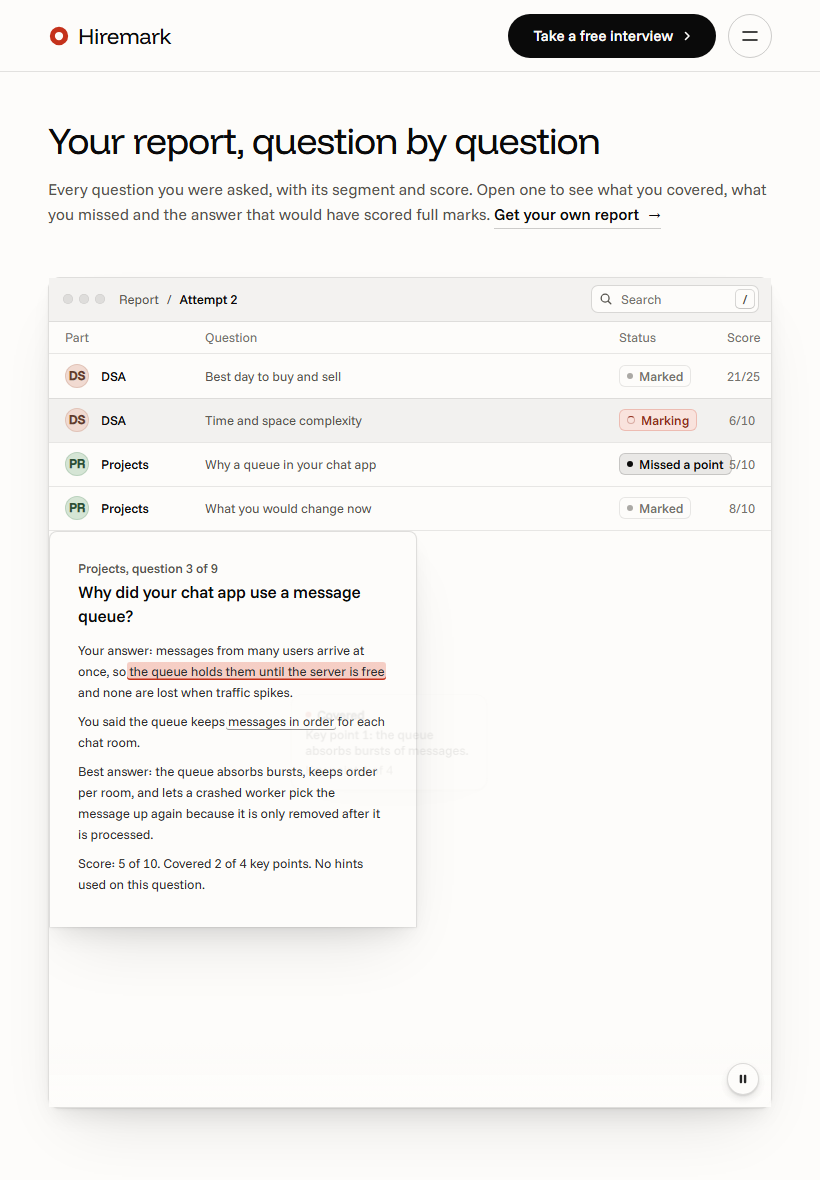 Hiremark
Take a free interview
Your report, question by question
Every question you were asked, with its segment and score. Open one to see what you covered, what
you missed and the answer that would have scored full marks. Get your own report →
Report / Attempt 2
Search
/
Part Question Status Score
DS DSA Best day to buy and sell Marked 21/25
DS DSA Time and space complexity Marking 6/10
PR Projects Why a queue in your chat app Missed a point 5/10
PR Projects What you would change now Marked 8/10
Projects, question 3 of 9
Why did your chat app use a message
queue?
Your answer: messages from many users arrive at
once, so the queue holds them until the server is free
and none are lost when traffic spikes.
You said the queue keeps messages in order for each
chat room.
Covered
Key point 1: the queue
absorbs bursts of messages.
Best answer: the queue absorbs bursts, keeps order
per room, and lets a crashed worker pick the
message up again because it is only removed after it
is processed.
Score: 5 of 10. Covered 2 of 4 key points. No hints
used on this question.